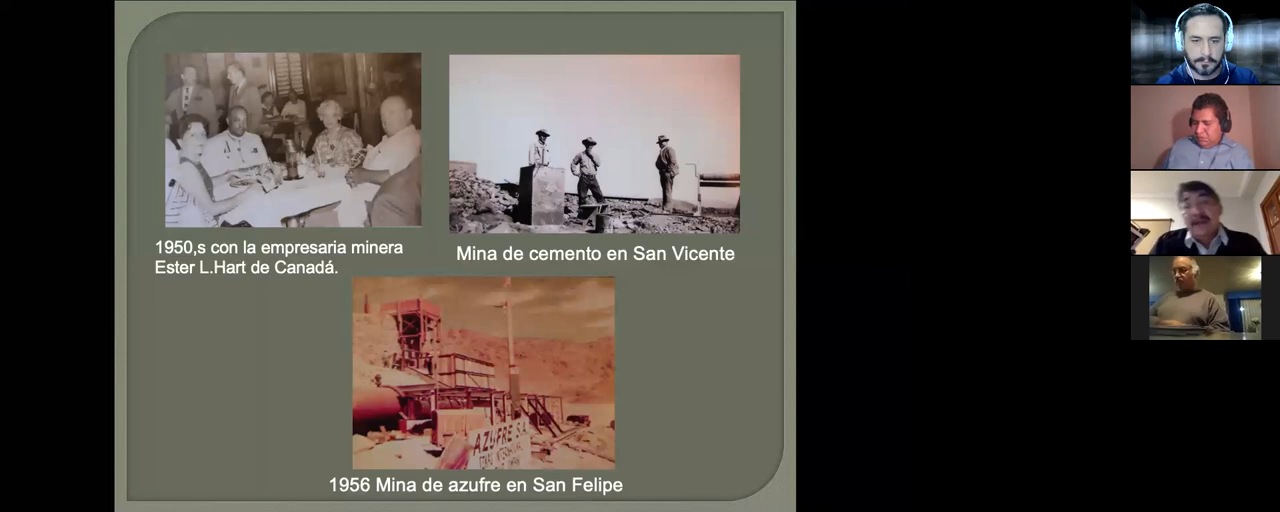 1950,s con la empresaria minera
Ester L.Hart de Canadá.
Mina de cemento en San Vicente
AZUFRE S.A.
1956 Mina de azufre en San Felipe